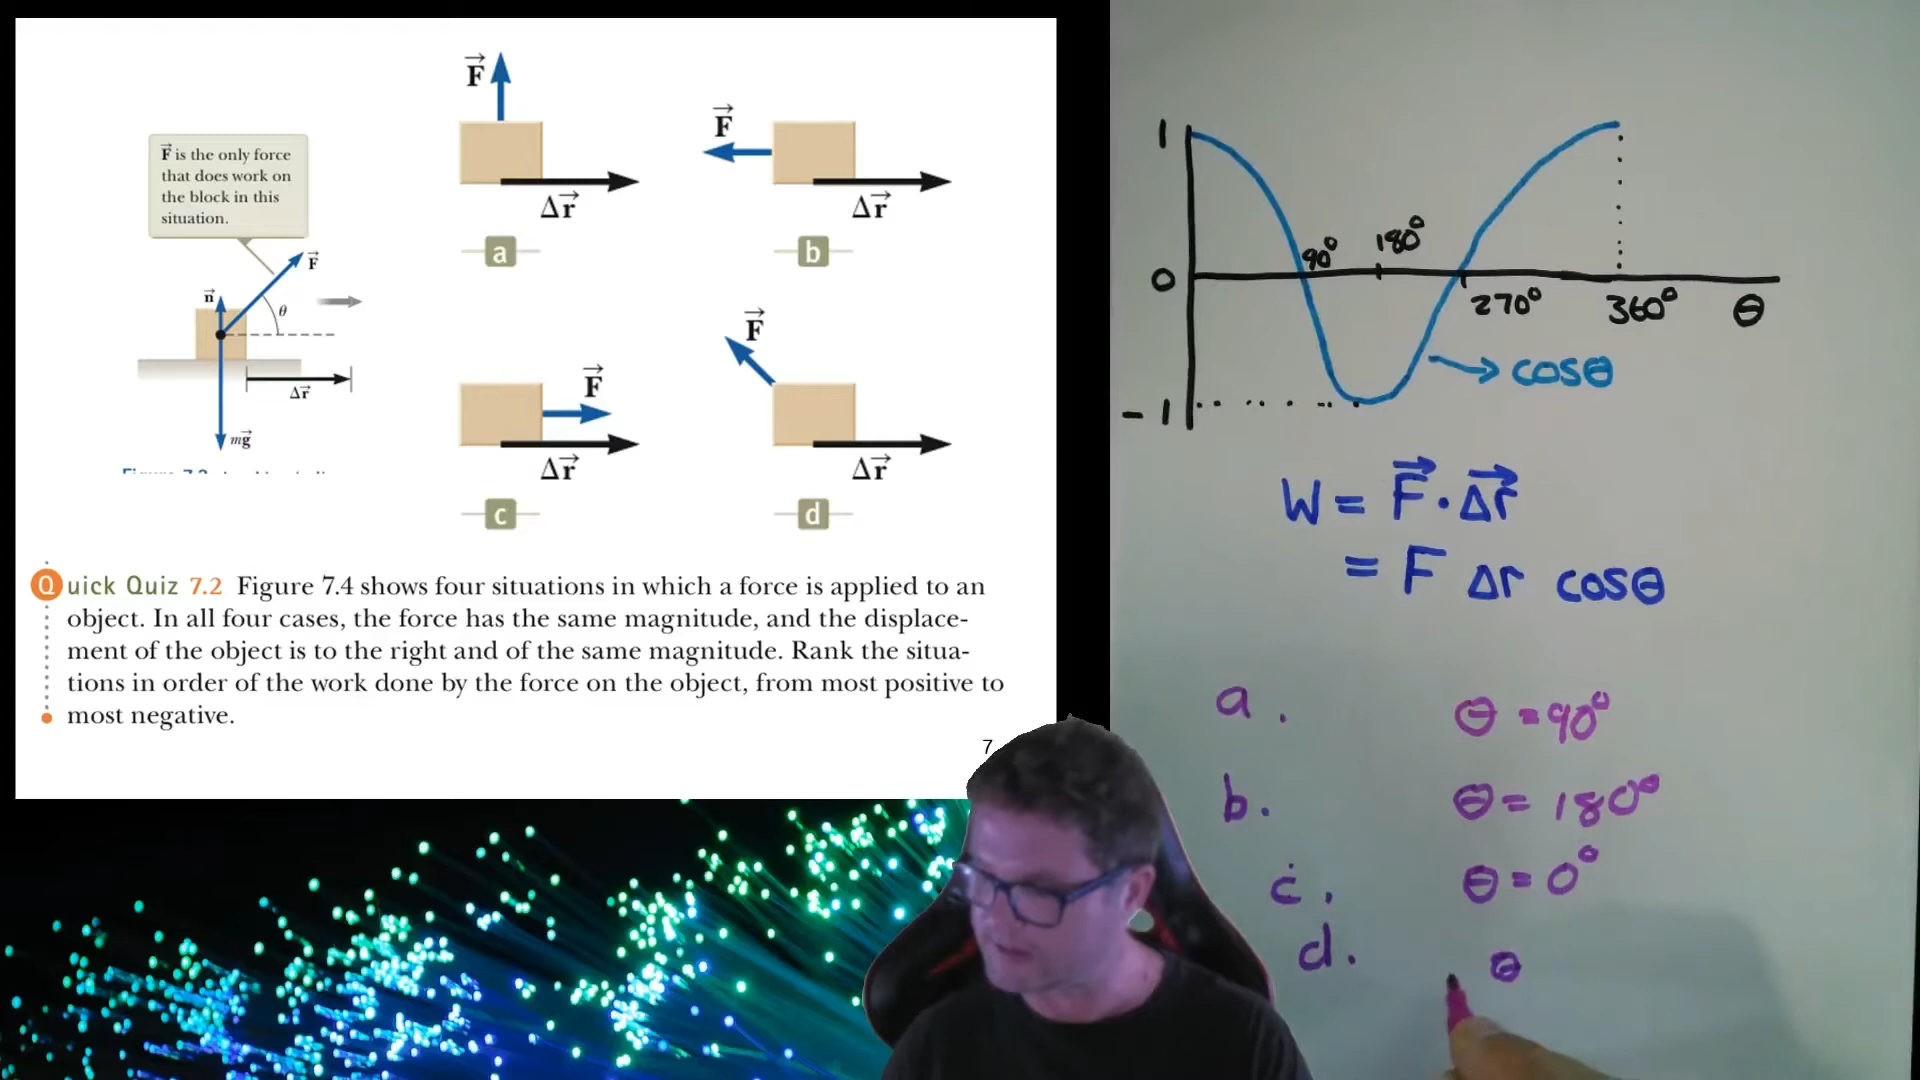 F is the only force
that does work on
the block in this
situation.
F
n
θ
Δr
mg
F
Δr
a
F
Δr
b
F
Δr
c
F
Δr
d
Quick Quiz 7.2 Figure 7.4 shows four situations in which a force is applied to an
object. In all four cases, the force has the same magnitude, and the displace-
ment of the object is to the right and of the same magnitude. Rank the situa-
tions in order of the work done by the force on the object, from most positive to
most negative.
7
1
0
-1
90°
180°
270°
360°
θ
→ cosθ
W = F · Δr
= F Δr cosθ
a. θ = 90°
b. θ = 180°
c. θ = 0°
d. θ